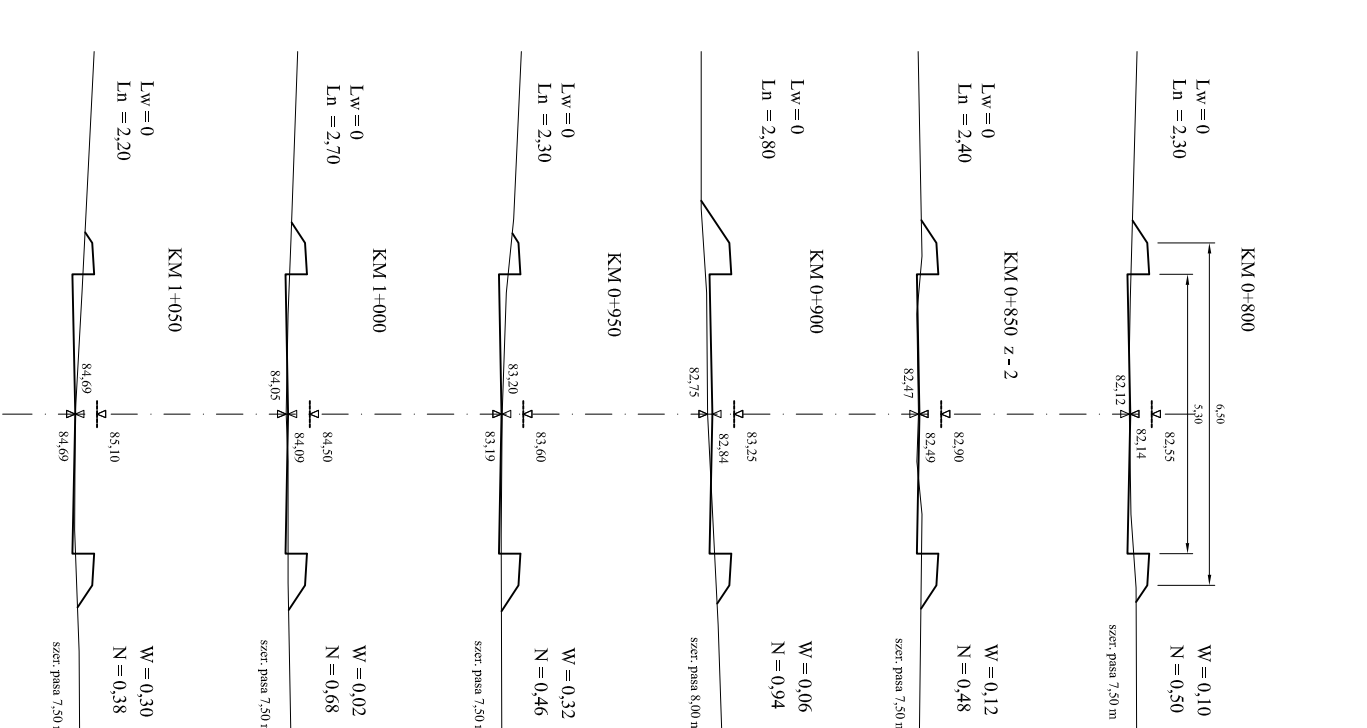 KM 0+800
Lw = 0
Ln = 2,30
6,50
5,30
82,55
82,12
82,14
W = 0,10
N = 0,50
szer. pasa 7,50 m
KM 0+850 z - 2
Lw = 0
Ln = 2,40
82,90
82,47
82,49
W = 0,12
N = 0,48
szer. pasa 7,50 m
KM 0+900
Lw = 0
Ln = 2,80
83,25
82,75
82,84
W = 0,06
N = 0,94
szer. pasa 8,00 m
KM 0+950
Lw = 0
Ln = 2,30
83,60
83,20
83,19
W = 0,32
N = 0,46
szer. pasa 7,50
KM 1+000
Lw = 0
Ln = 2,70
84,50
84,05
84,09
W = 0,02
N = 0,68
szer. pasa 7,50
KM 1+050
Lw = 0
Ln = 2,20
85,10
84,69
84,69
W = 0,30
N = 0,38
szer. pasa 7,50